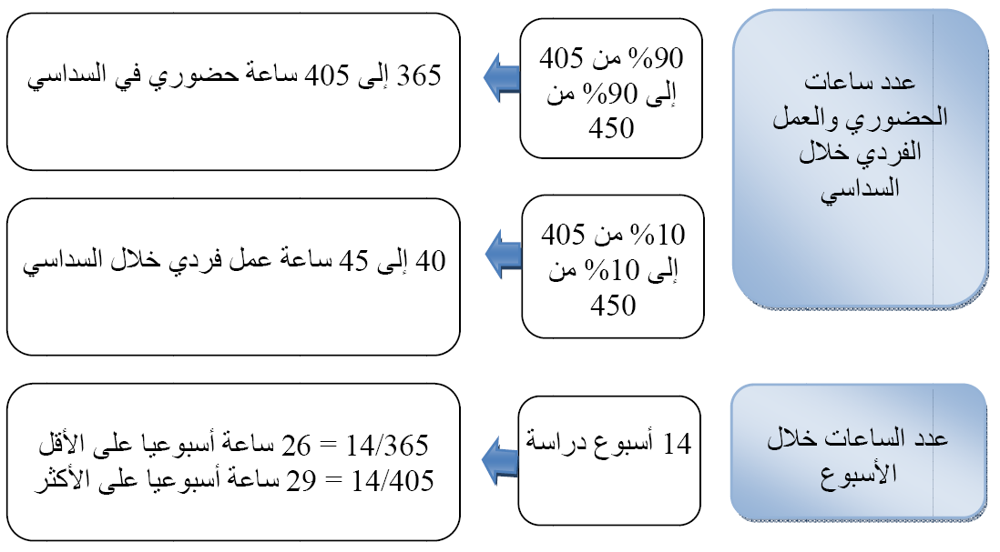 عدد ساعات
الحضوري والعمل
الفردي خلال
السداسي
90% من 405
إلى 90% من
450
365 إلى 405 ساعة حضوري في السداسي
10% من 405
إلى 10% من
450
40 إلى 45 ساعة عمل فردي خلال السداسي
عدد الساعات خلال
الأسبوع
14 أسبوع دراسة
14/365 = 26 ساعة أسبوعيا على الأقل
14/405 = 29 ساعة أسبوعيا على الأكثر